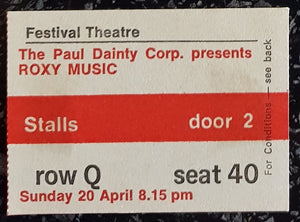 Festival Theatre
The Paul Dainty Corp. presents
ROXY MUSIC
Stalls door 2
row Q seat 40
Sunday 20 April 8.15 pm
For Conditions — see back